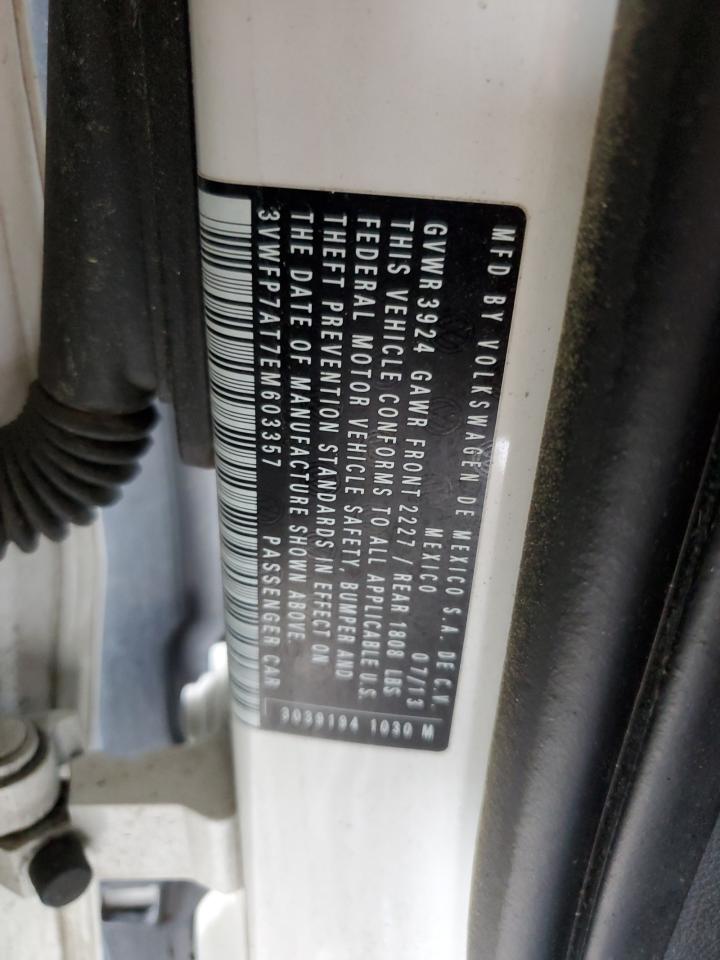 MFD BY VOLKSWAGEN DE MEXICO S.A. DE C.V.
MEXICO 07/13
GVWR 3924 GAWR FRONT 2227 / REAR 1808 LBS
THIS VEHICLE CONFORMS TO ALL APPLICABLE U.S.
FEDERAL MOTOR VEHICLE SAFETY, BUMPER AND
THEFT PREVENTION STANDARDS IN EFFECT ON
THE DATE OF MANUFACTURE SHOWN ABOVE.
3VWFP7AT7EM603357 PASSENGER CAR
9039194 1030 M